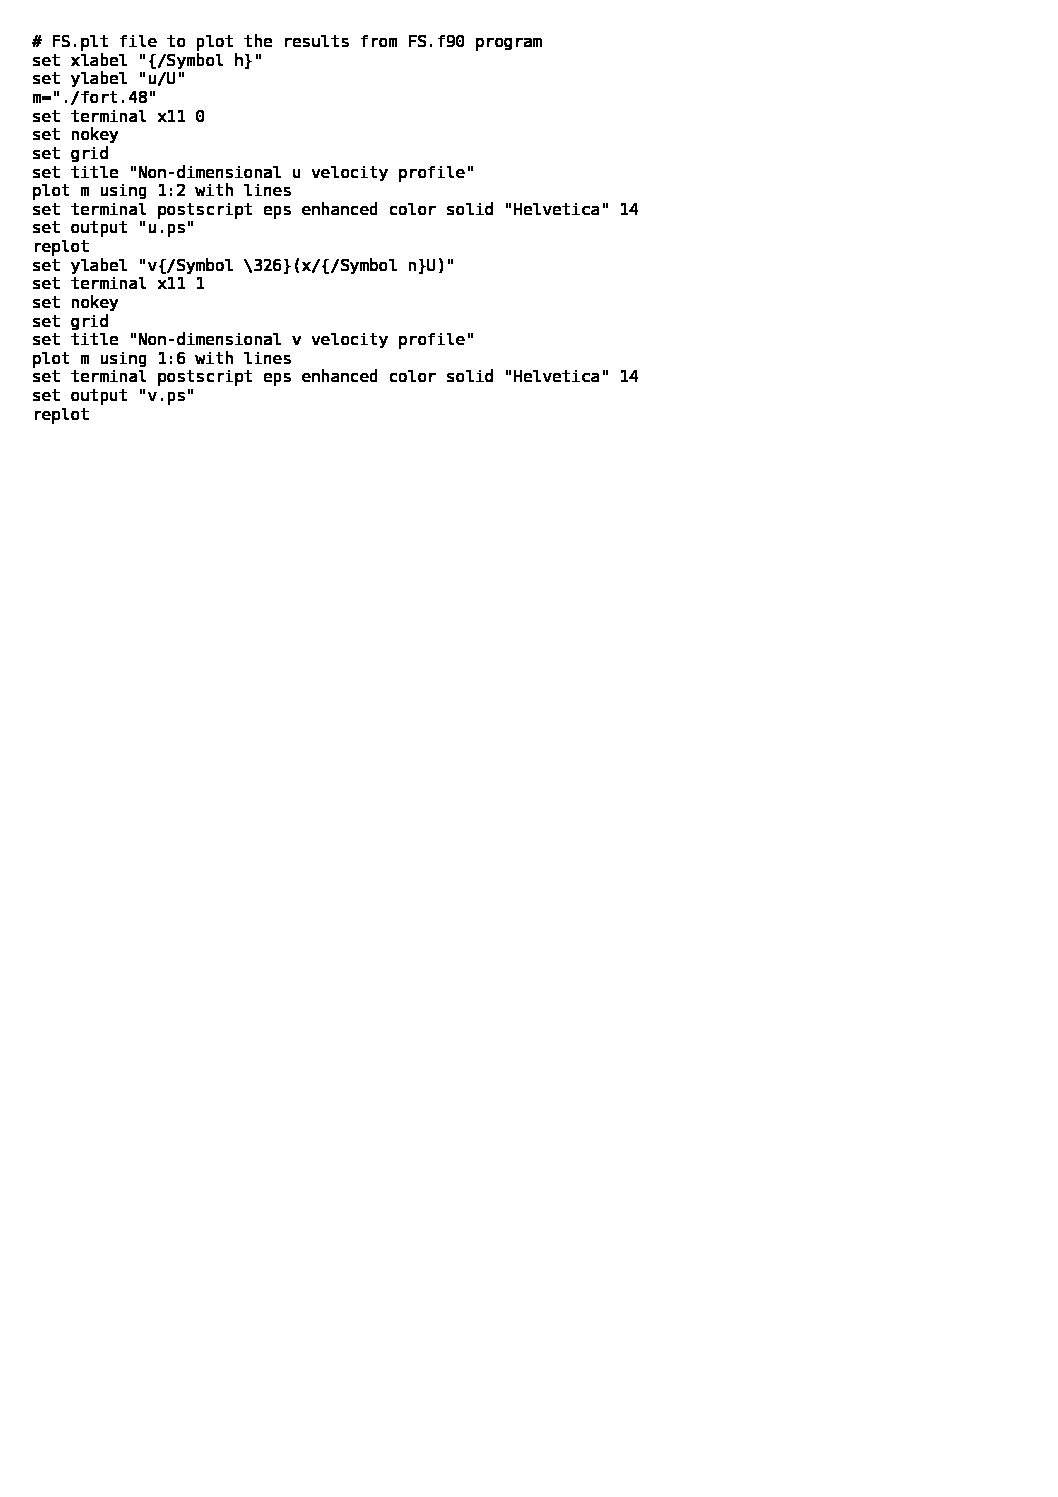 # FS.plt file to plot the results from FS.f90 program
set xlabel "{/Symbol h}"
set ylabel "u/U"
m="./fort.48"
set terminal x11 0
set nokey
set grid
set title "Non-dimensional u velocity profile"
plot m using 1:2 with lines
set terminal postscript eps enhanced color solid "Helvetica" 14
set output "u.ps"
replot
set ylabel "v{/Symbol \326}(x/{/Symbol n}U)"
set terminal x11 1
set nokey
set grid
set title "Non-dimensional v velocity profile"
plot m using 1:6 with lines
set terminal postscript eps enhanced color solid "Helvetica" 14
set output "v.ps"
replot